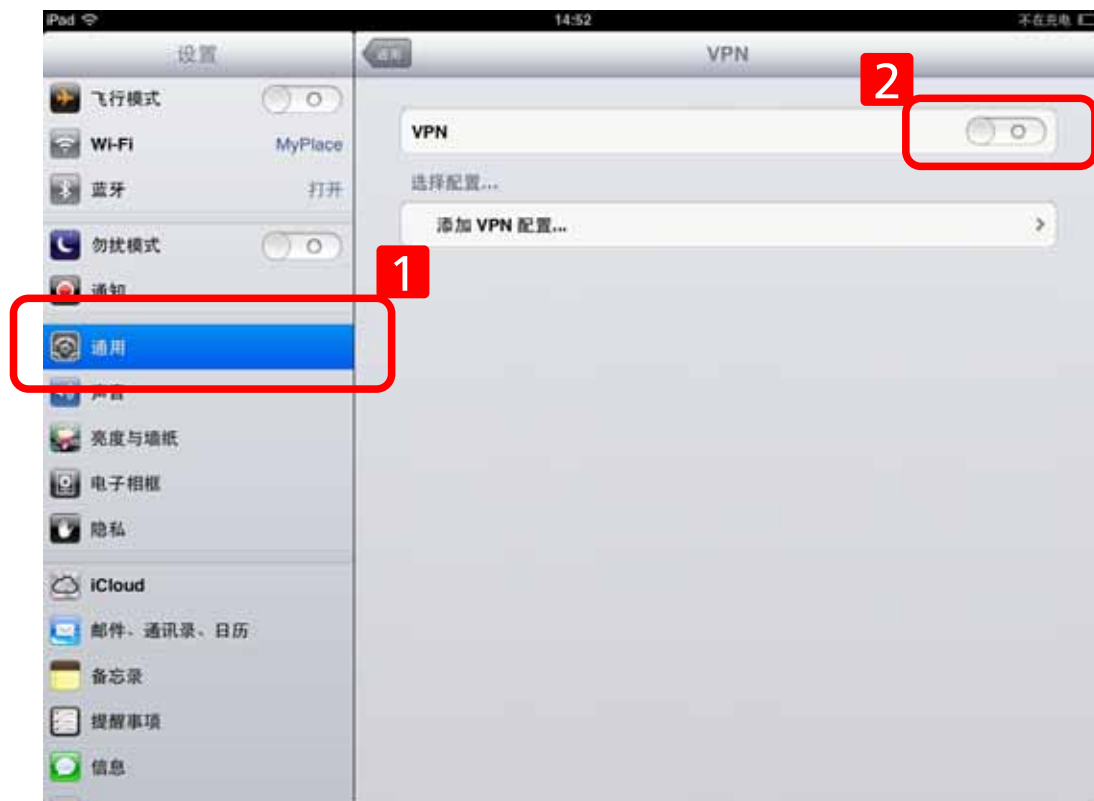 iPad 14:52 不在充电
设置
通用 VPN
飞行模式
Wi-Fi MyPlace
蓝牙 打开
勿扰模式
通知
1
通用
声音
亮度与墙纸
电子相框
隐私
iCloud
邮件、通讯录、日历
备忘录
提醒事项
信息
2
VPN
选择配置...
添加 VPN 配置...